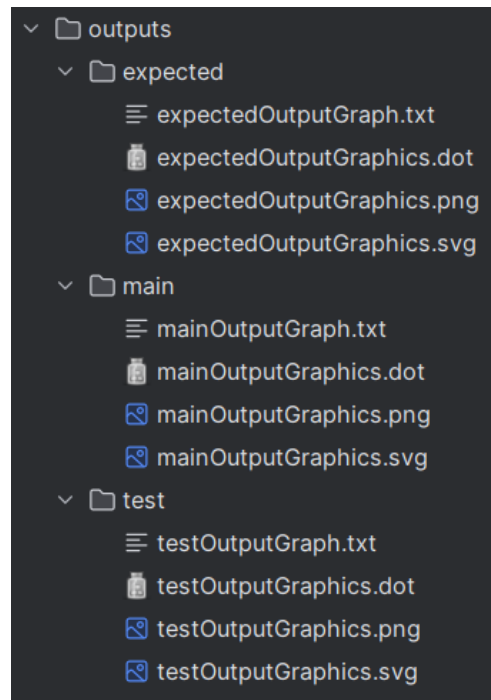 outputs
expected
expectedOutputGraph.txt
expectedOutputGraphics.dot
expectedOutputGraphics.png
expectedOutputGraphics.svg
main
mainOutputGraph.txt
mainOutputGraphics.dot
mainOutputGraphics.png
mainOutputGraphics.svg
test
testOutputGraph.txt
testOutputGraphics.dot
testOutputGraphics.png
testOutputGraphics.svg